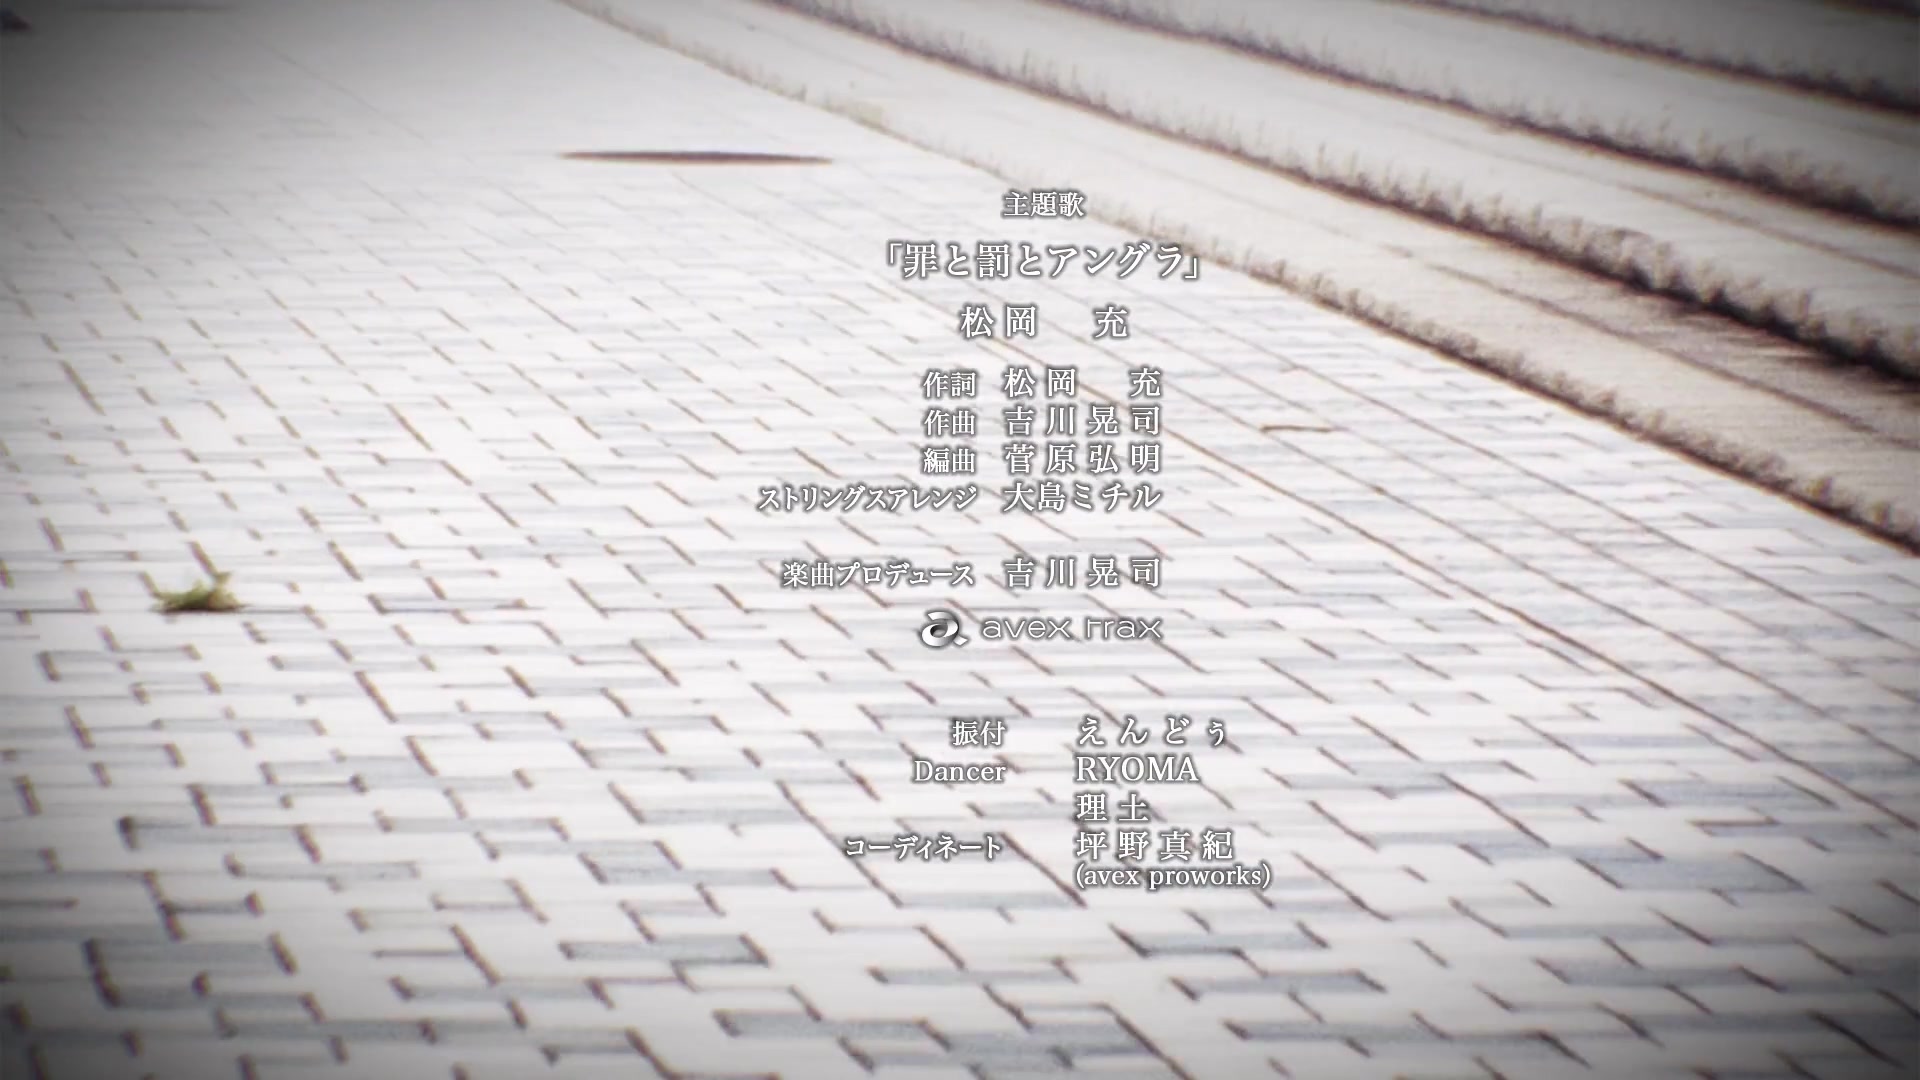 主題歌
「罪と罰とアングラ」
松岡　充
作詞 松岡　充
作曲 吉川晃司
編曲 菅原弘明
ストリングスアレンジ 大島ミチル
楽曲プロデュース 吉川晃司
avex trax
振付 えんどぅ
Dancer RYOMA
理土
コーディネート 坪野真紀
(avex proworks)